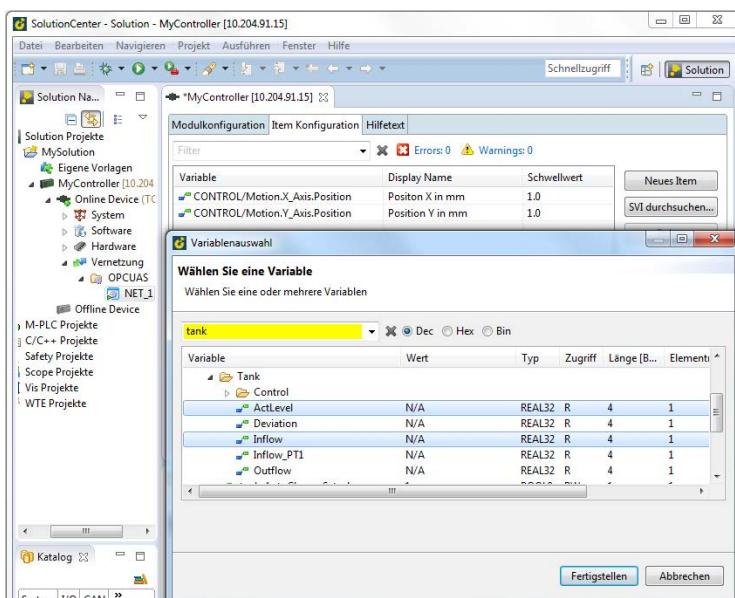 SolutionCenter - Solution - MyController [10.204.91.15]
Datei Bearbeiten Navigieren Projekt Ausführen Fenster Hilfe
Schnellzugriff Solution
Solution Na...
Solution Projekte
MySolution
Eigene Vorlagen
MyController [10.204
Online Device (TC
System
Software
Hardware
Vernetzung
OPCUAS
NET_1
Offline Device
M-PLC Projekte
C/C++ Projekte
Safety Projekte
Scope Projekte
Vis Projekte
WTE Projekte
Katalog
*MyController [10.204.91.15]
Modulkonfiguration Item Konfiguration Hilfetext
Filter Errors: 0 Warnings: 0
Variable Display Name Schwellwert
CONTROL/Motion.X_Axis.Position Positon X in mm 1.0
CONTROL/Motion.Y_Axis.Position Position Y in mm 1.0
Neues Item
SVI durchsuchen...
Variablenauswahl
Wählen Sie eine Variable
Wählen Sie eine oder mehrere Variablen
tank Dec Hex Bin
Variable Wert Typ Zugriff Länge [B... Element
Tank
Control
ActLevel N/A REAL32 R 4 1
Deviation N/A REAL32 R 4 1
Inflow N/A REAL32 R 4 1
Inflow_PT1 N/A REAL32 R 4 1
Outflow N/A REAL32 R 4 1
Fertigstellen Abbrechen